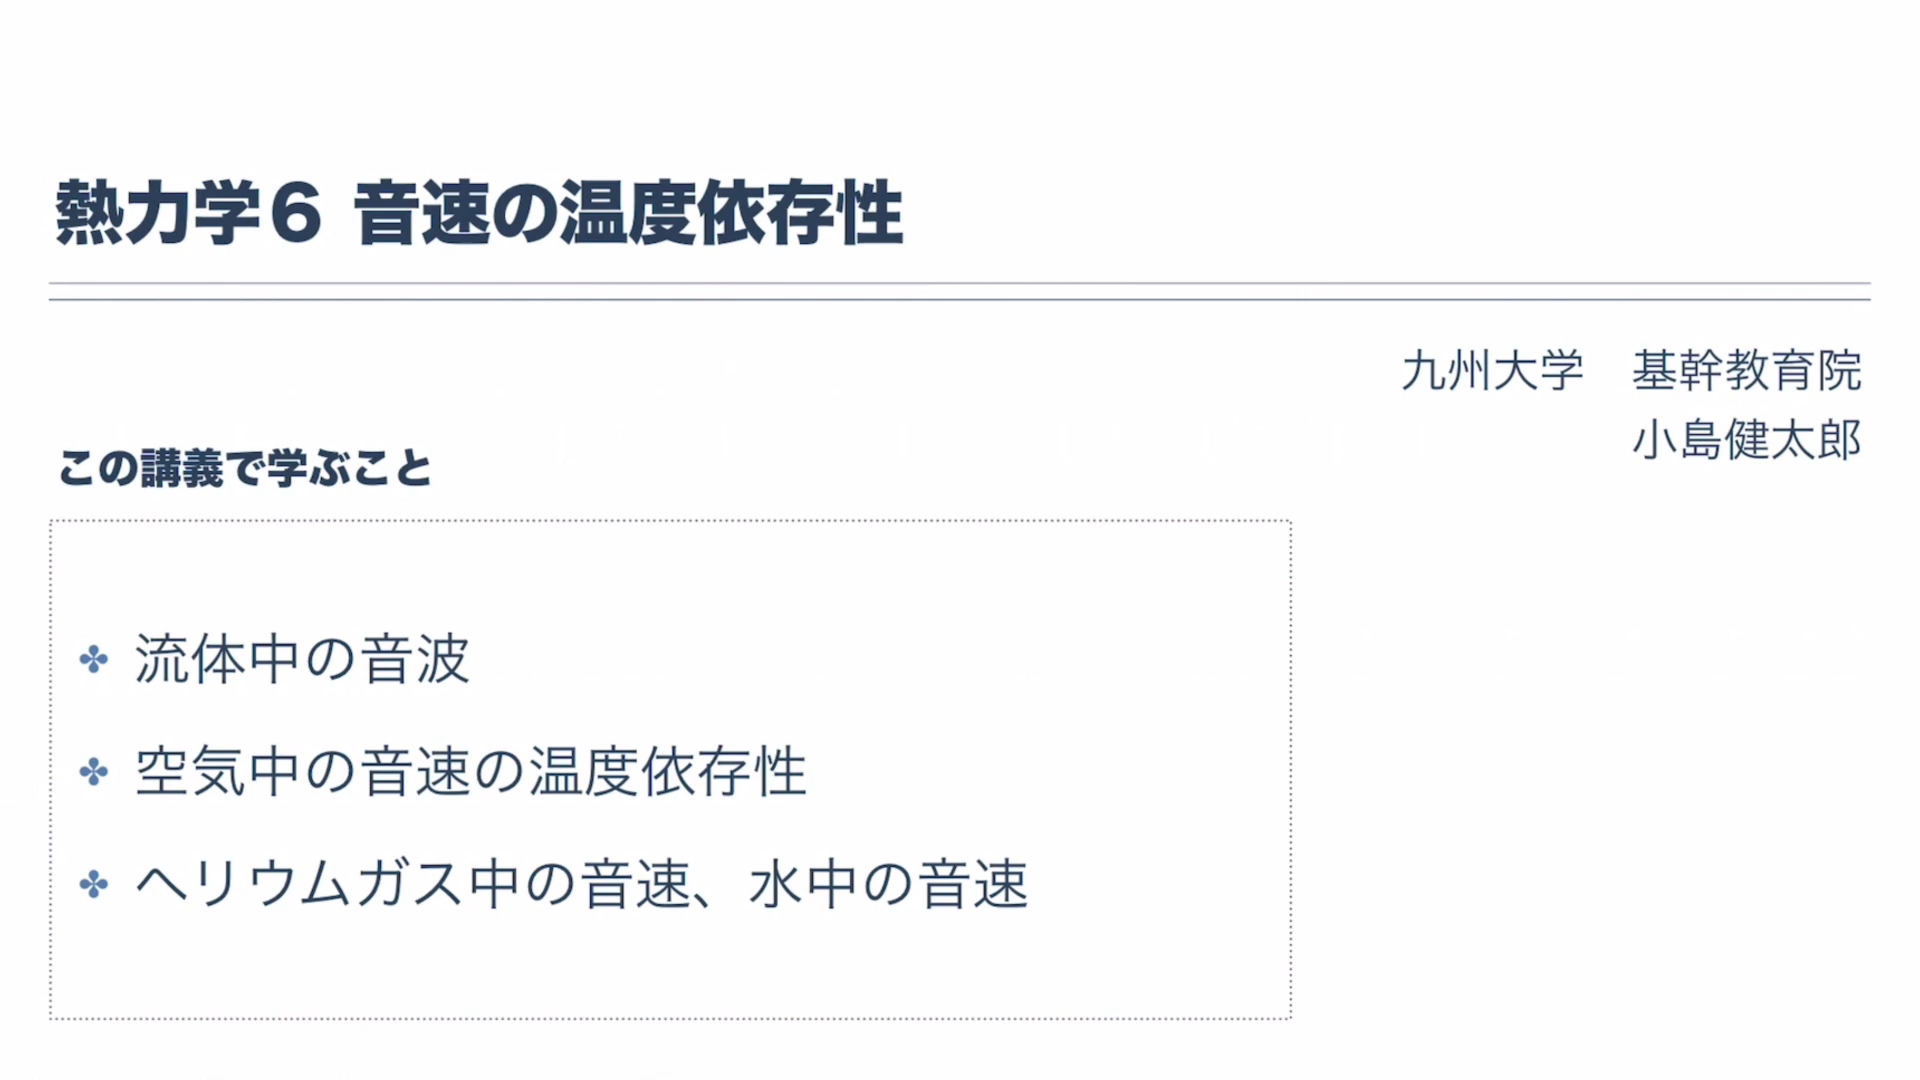 熱力学６ 音速の温度依存性
九州大学　基幹教育院
小島健太郎
この講義で学ぶこと
流体中の音波
空気中の音速の温度依存性
ヘリウムガス中の音速、水中の音速